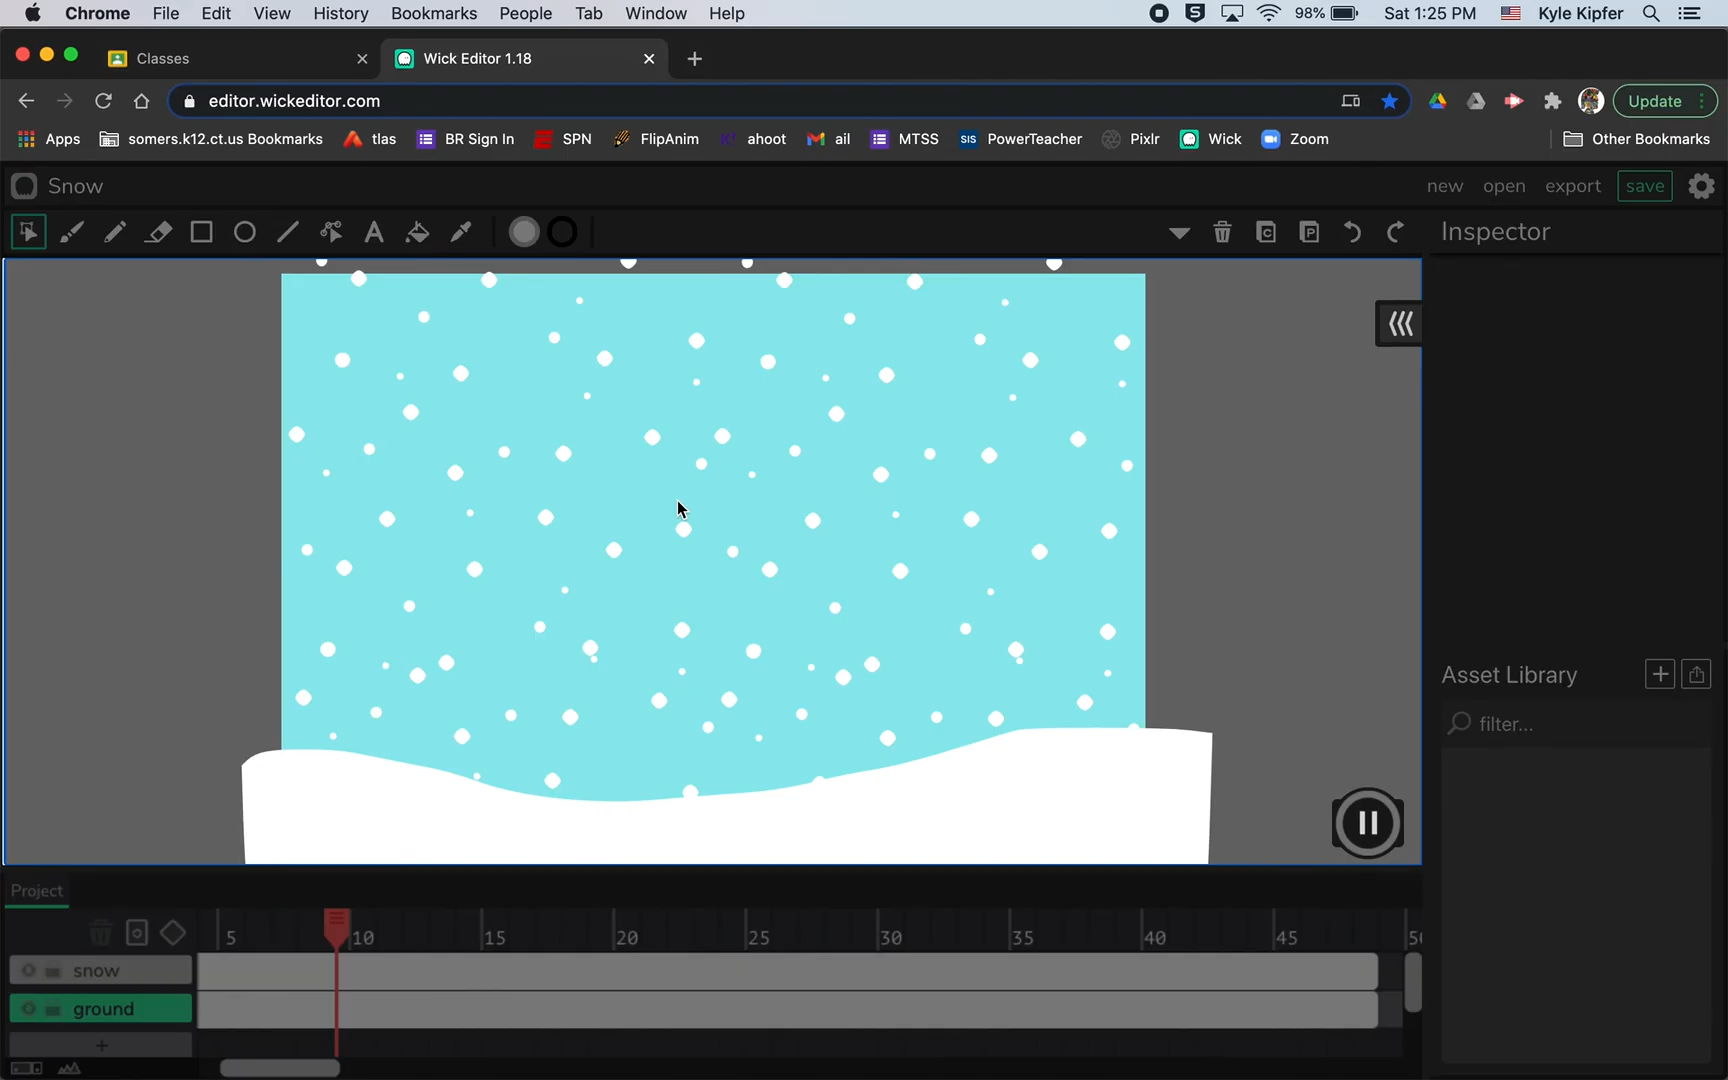 Chrome File Edit View History Bookmarks People Tab Window Help 98% Sat 1:25 PM Kyle Kipfer
Classes Wick Editor 1.18
editor.wickeditor.com Update
Apps somers.k12.ct.us Bookmarks tlas BR Sign In SPN FlipAnim ahoot ail MTSS SIS PowerTeacher Pixlr Wick Zoom Other Bookmarks
Snow new open export save
Inspector
Asset Library
filter...
Project
5 10 15 20 25 30 35 40 45
snow
ground